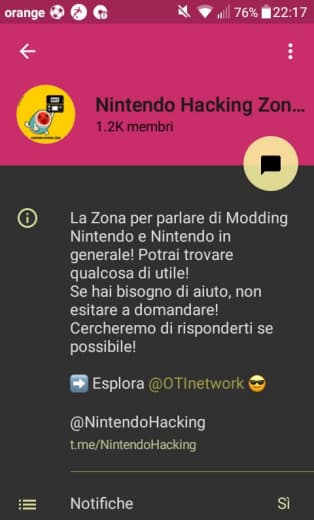 orange 76% 22:17
Nintendo Hacking Zon...
1.2K membri
La Zona per parlare di Modding
Nintendo e Nintendo in
generale! Potrai trovare
qualcosa di utile!
Se hai bisogno di aiuto, non
esitare a domandare!
Cercheremo di risponderti se
possibile!
➡️ Esplora @OTInetwork 😎
@NintendoHacking
t.me/NintendoHacking
Notifiche Sì